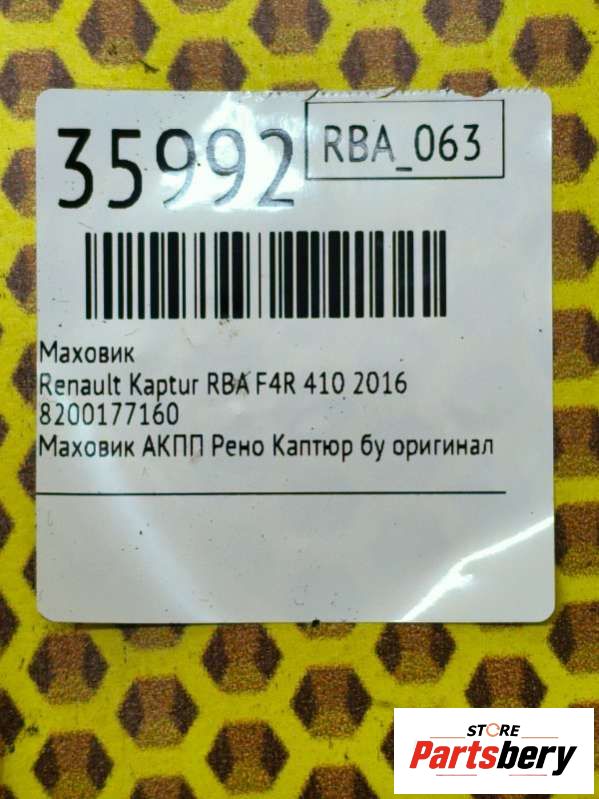 35992
RBA_063
Маховик
Renault Kaptur RBA F4R 410 2016
8200177160
Маховик АКПП Рено Каптюр бу оригинал
STORE
Partsbery